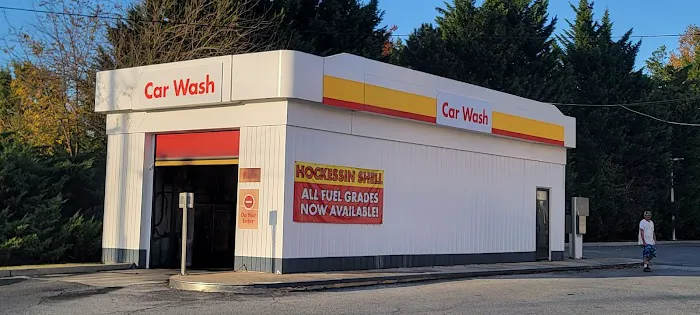 Car Wash
Car Wash
HOCKESSIN SHELL
ALL FUEL GRADES
NOW AVAILABLE!
Do Not
Enter